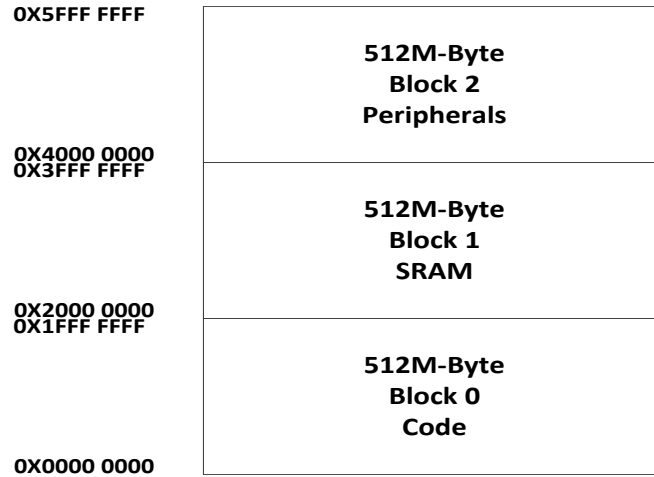 0X5FFF FFFF
512M-Byte
Block 2
Peripherals
0X4000 0000
0X3FFF FFFF
512M-Byte
Block 1
SRAM
0X2000 0000
0X1FFF FFFF
512M-Byte
Block 0
Code
0X0000 0000